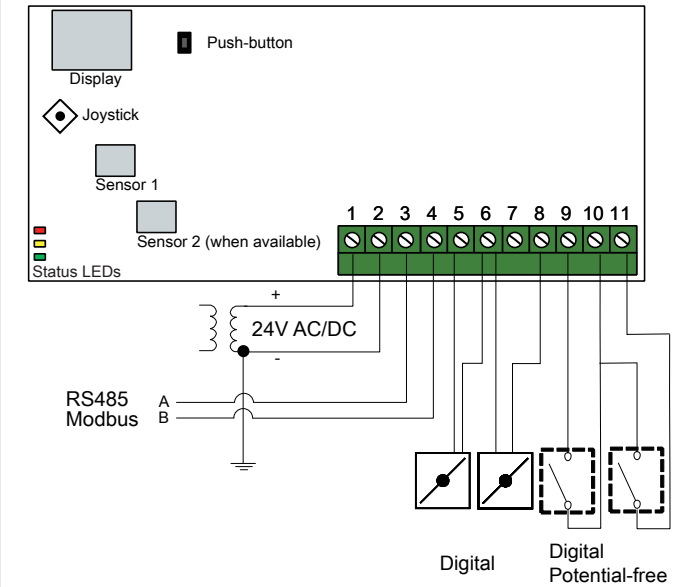 Push-button
Display
Joystick
Sensor 1
Sensor 2 (when available)
Status LEDs
1 2 3 4 5 6 7 8 9 10 11
+
24V AC/DC
-
RS485
Modbus
A
B
Digital
Digital
Potential-free